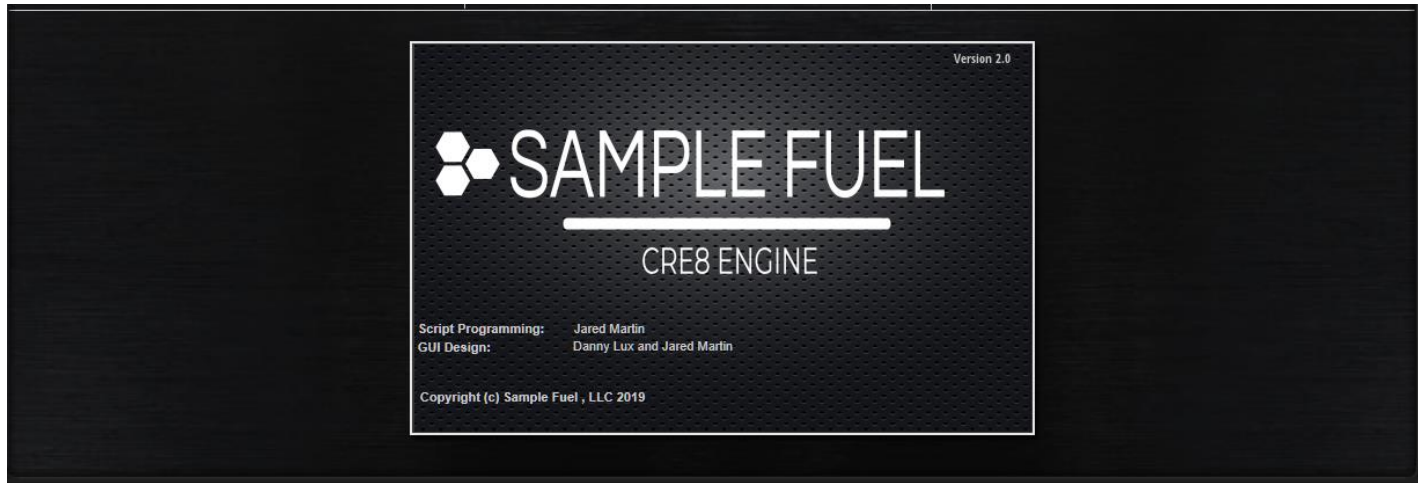 Version 2.0
SAMPLE FUEL
CRE8 ENGINE
Script Programming: Jared Martin
GUI Design: Danny Lux and Jared Martin
Copyright (c) Sample Fuel , LLC 2019